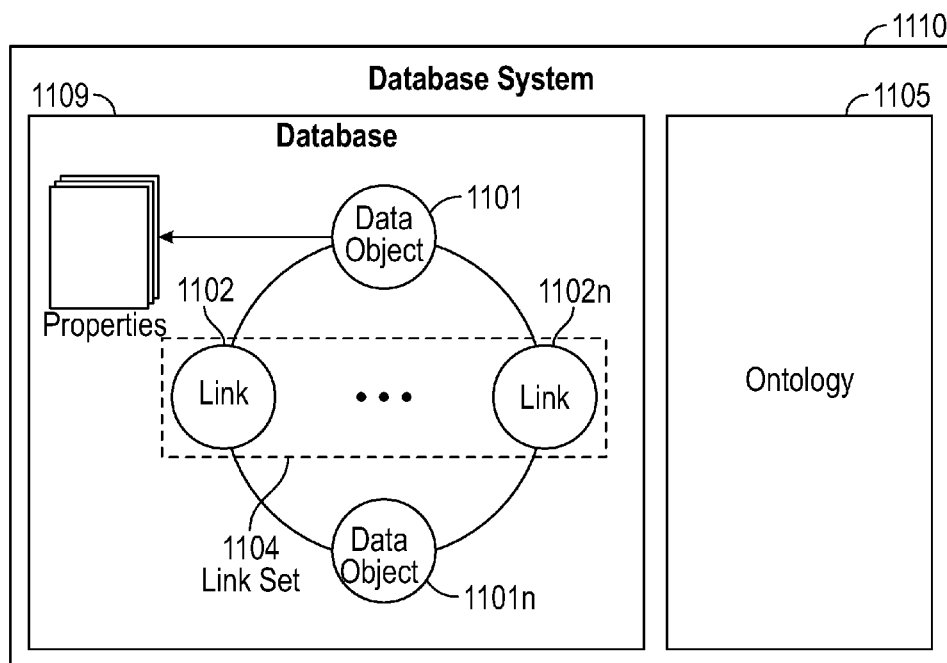 1110
Database System
1109
1105
Database
1101
Data
Object
1102
1102n
Properties
Link
Link
Ontology
1104
Link Set
Data
Object
1101n